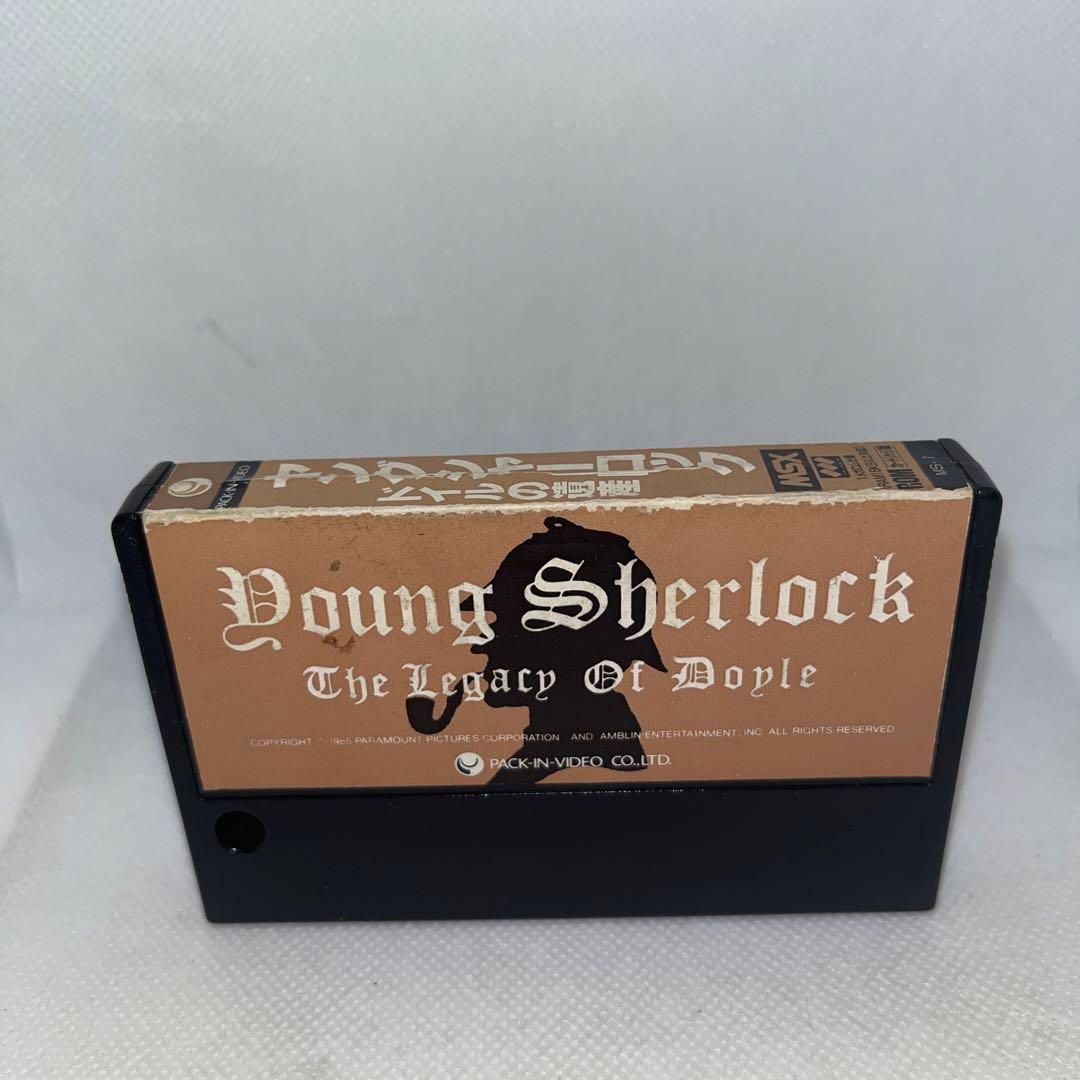 PACK-IN-VIDEO
ヤング・シャーロック
ドイルの遺産
MSX
MS-1
Young Sherlock
The Legacy Of Doyle
COPYRIGHT © 1985 PARAMOUNT PICTURES CORPORATION AND AMBLIN ENTERTAINMENT, INC. ALL RIGHTS RESERVED
PACK-IN-VIDEO CO.,LTD.